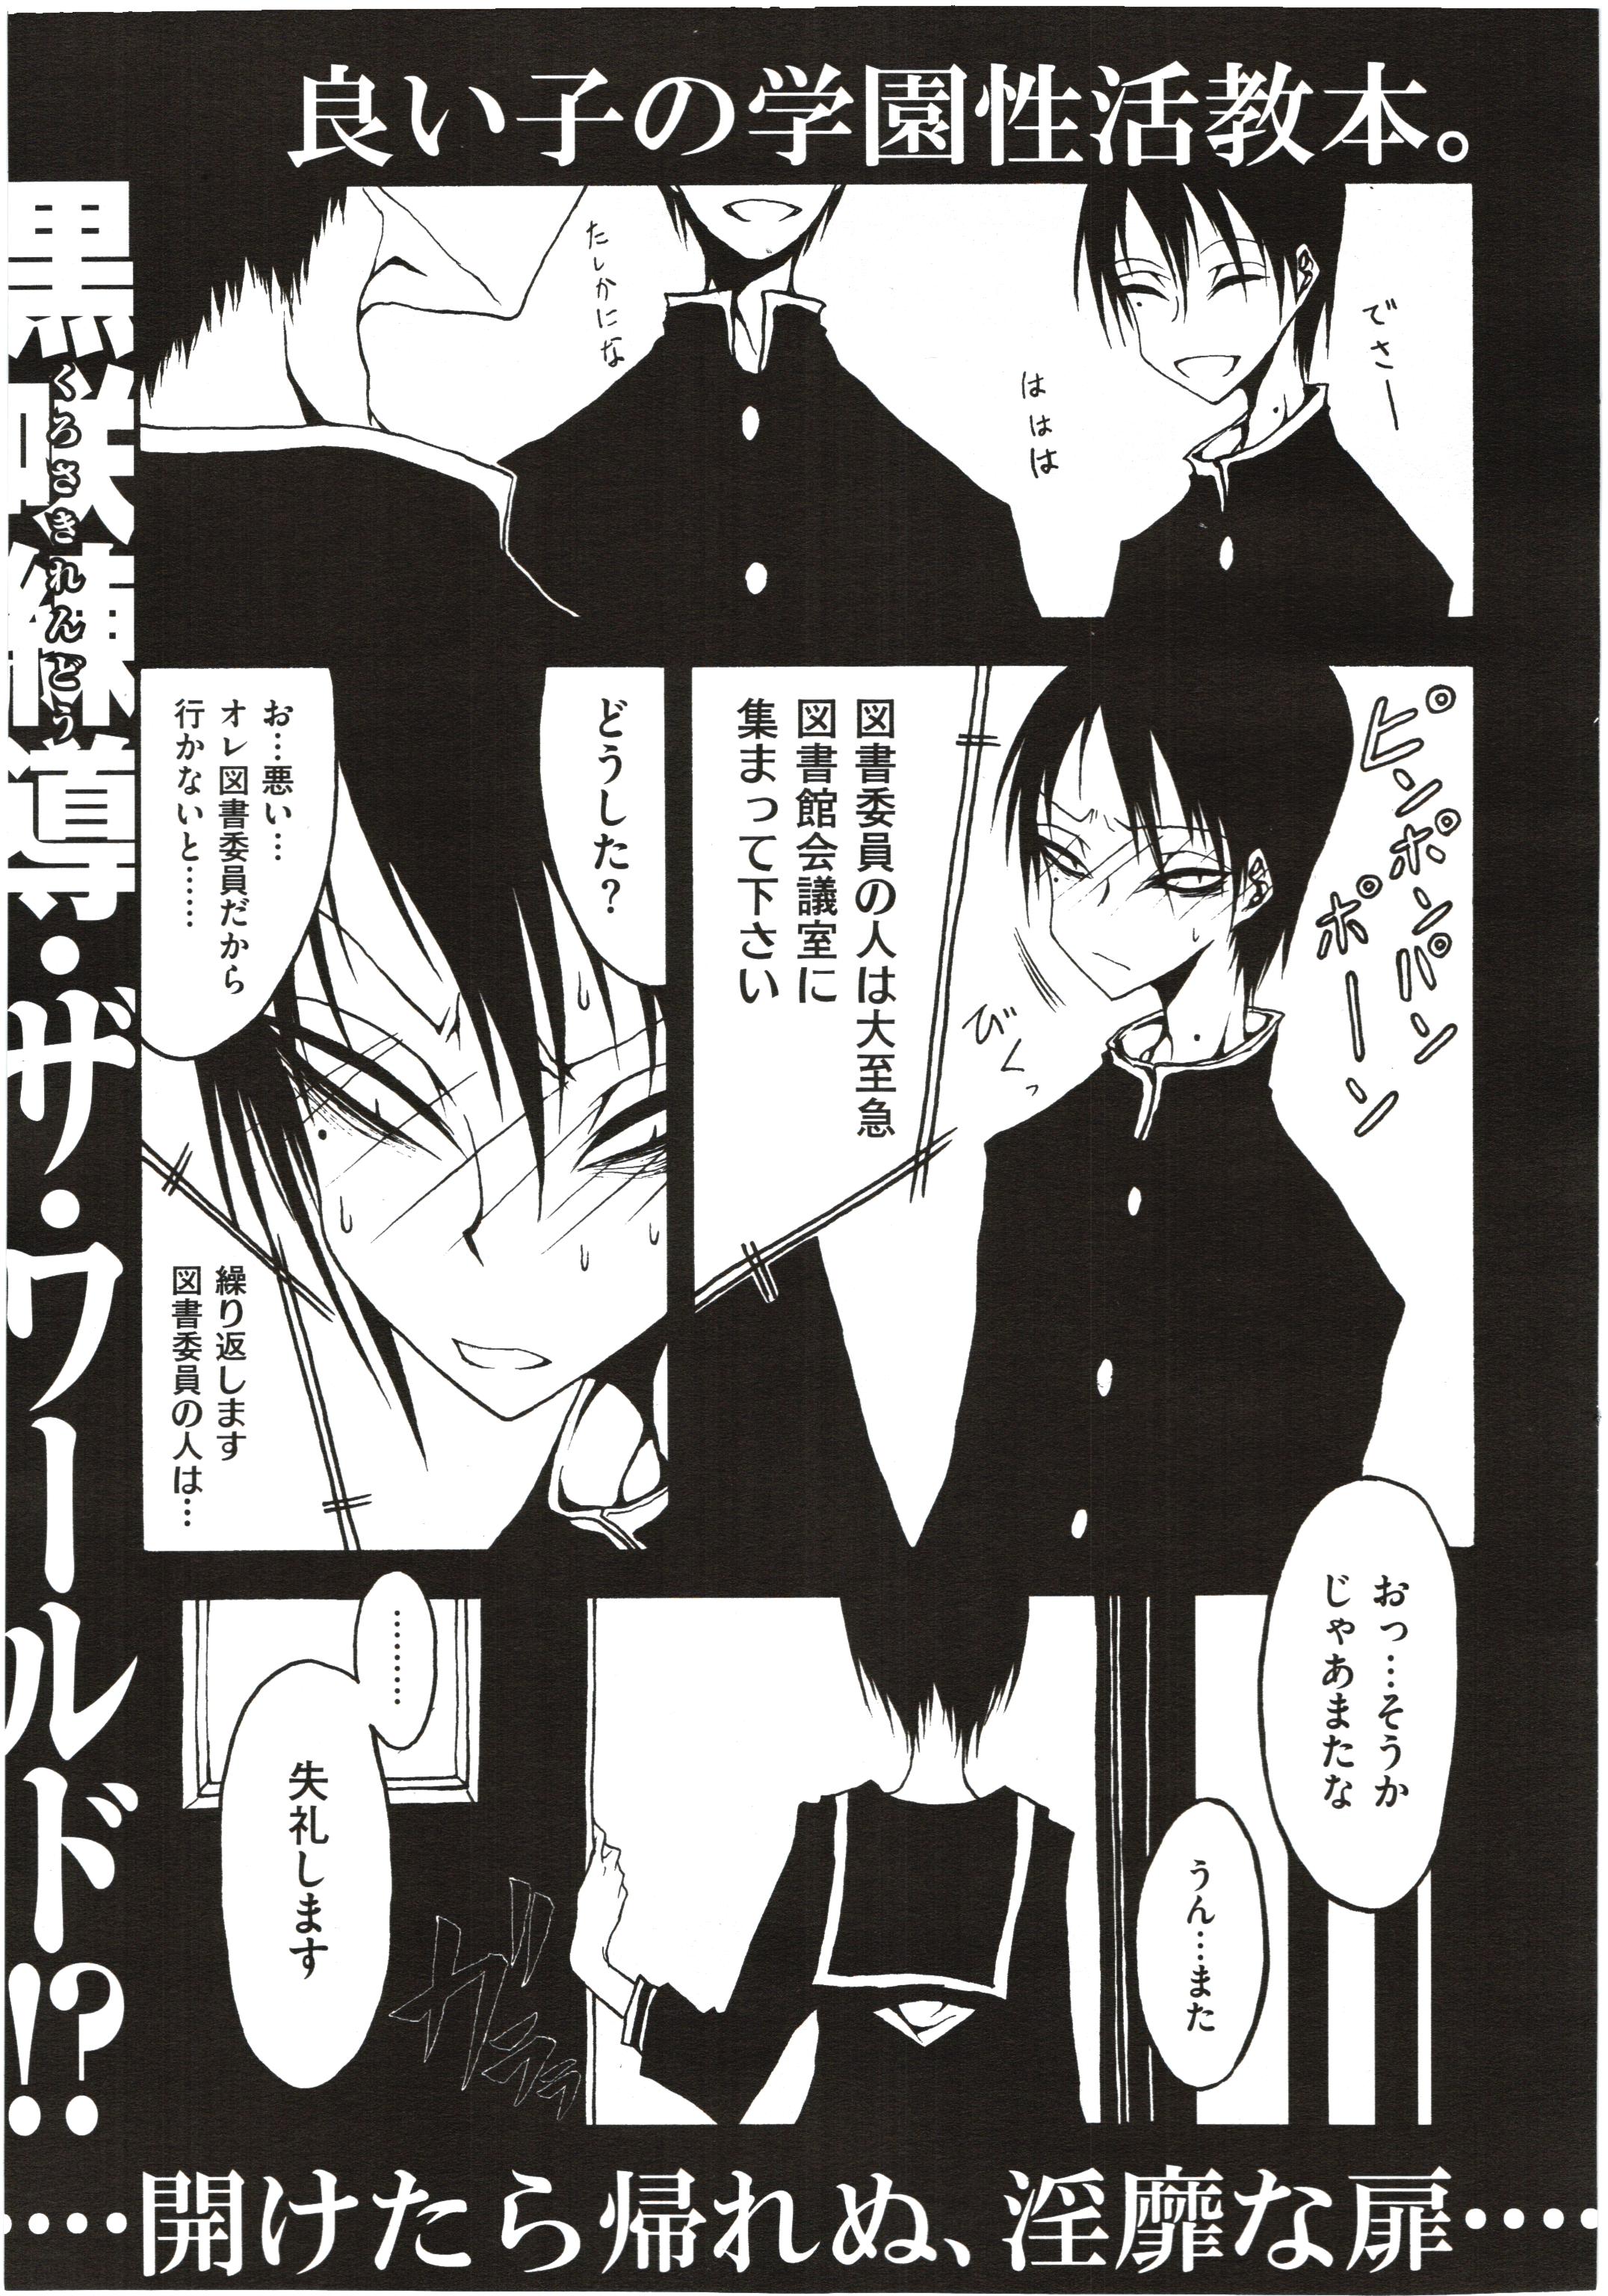 良い子の学園性活教本。
でさー
ははは
たしかにな
ピンポンパン
ポーン
図書委員の人は大至急
図書館会議室に
集まって下さい
びくっ
どうした?
お…悪い…
オレ図書委員だから
行かないと……
繰り返します
図書委員の人は…
おっ…そうか
じゃあまたな
うん…また
ガラララ
………
失礼します
黒咲練導・ザ・ワールド!?
くろさきれんどう
……開けたら帰れぬ、淫靡な扉……